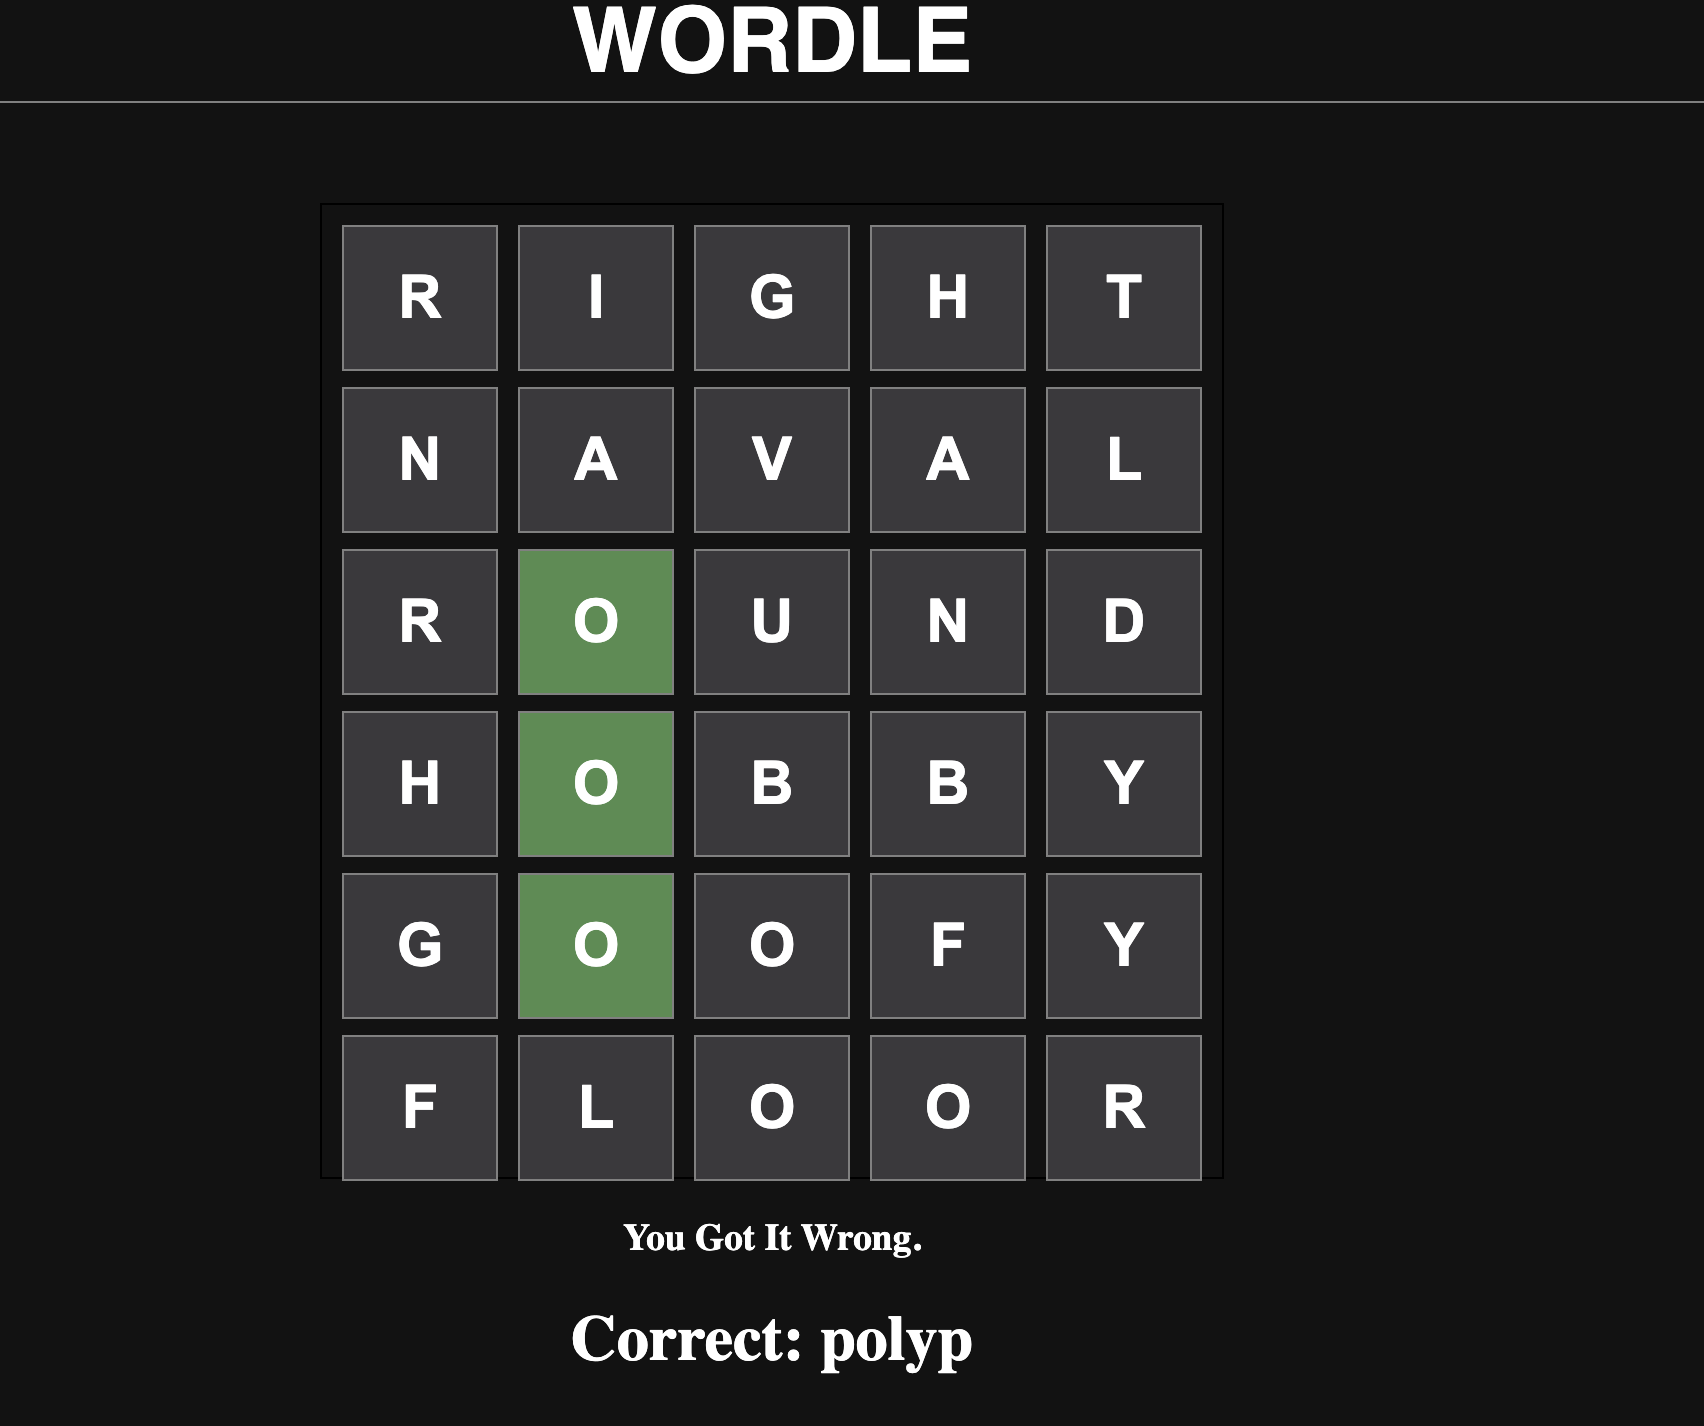 WORDLE
R I G H T
N A V A L
R O U N D
H O B B Y
G O O F Y
F L O O R
You Got It Wrong.
Correct: polyp